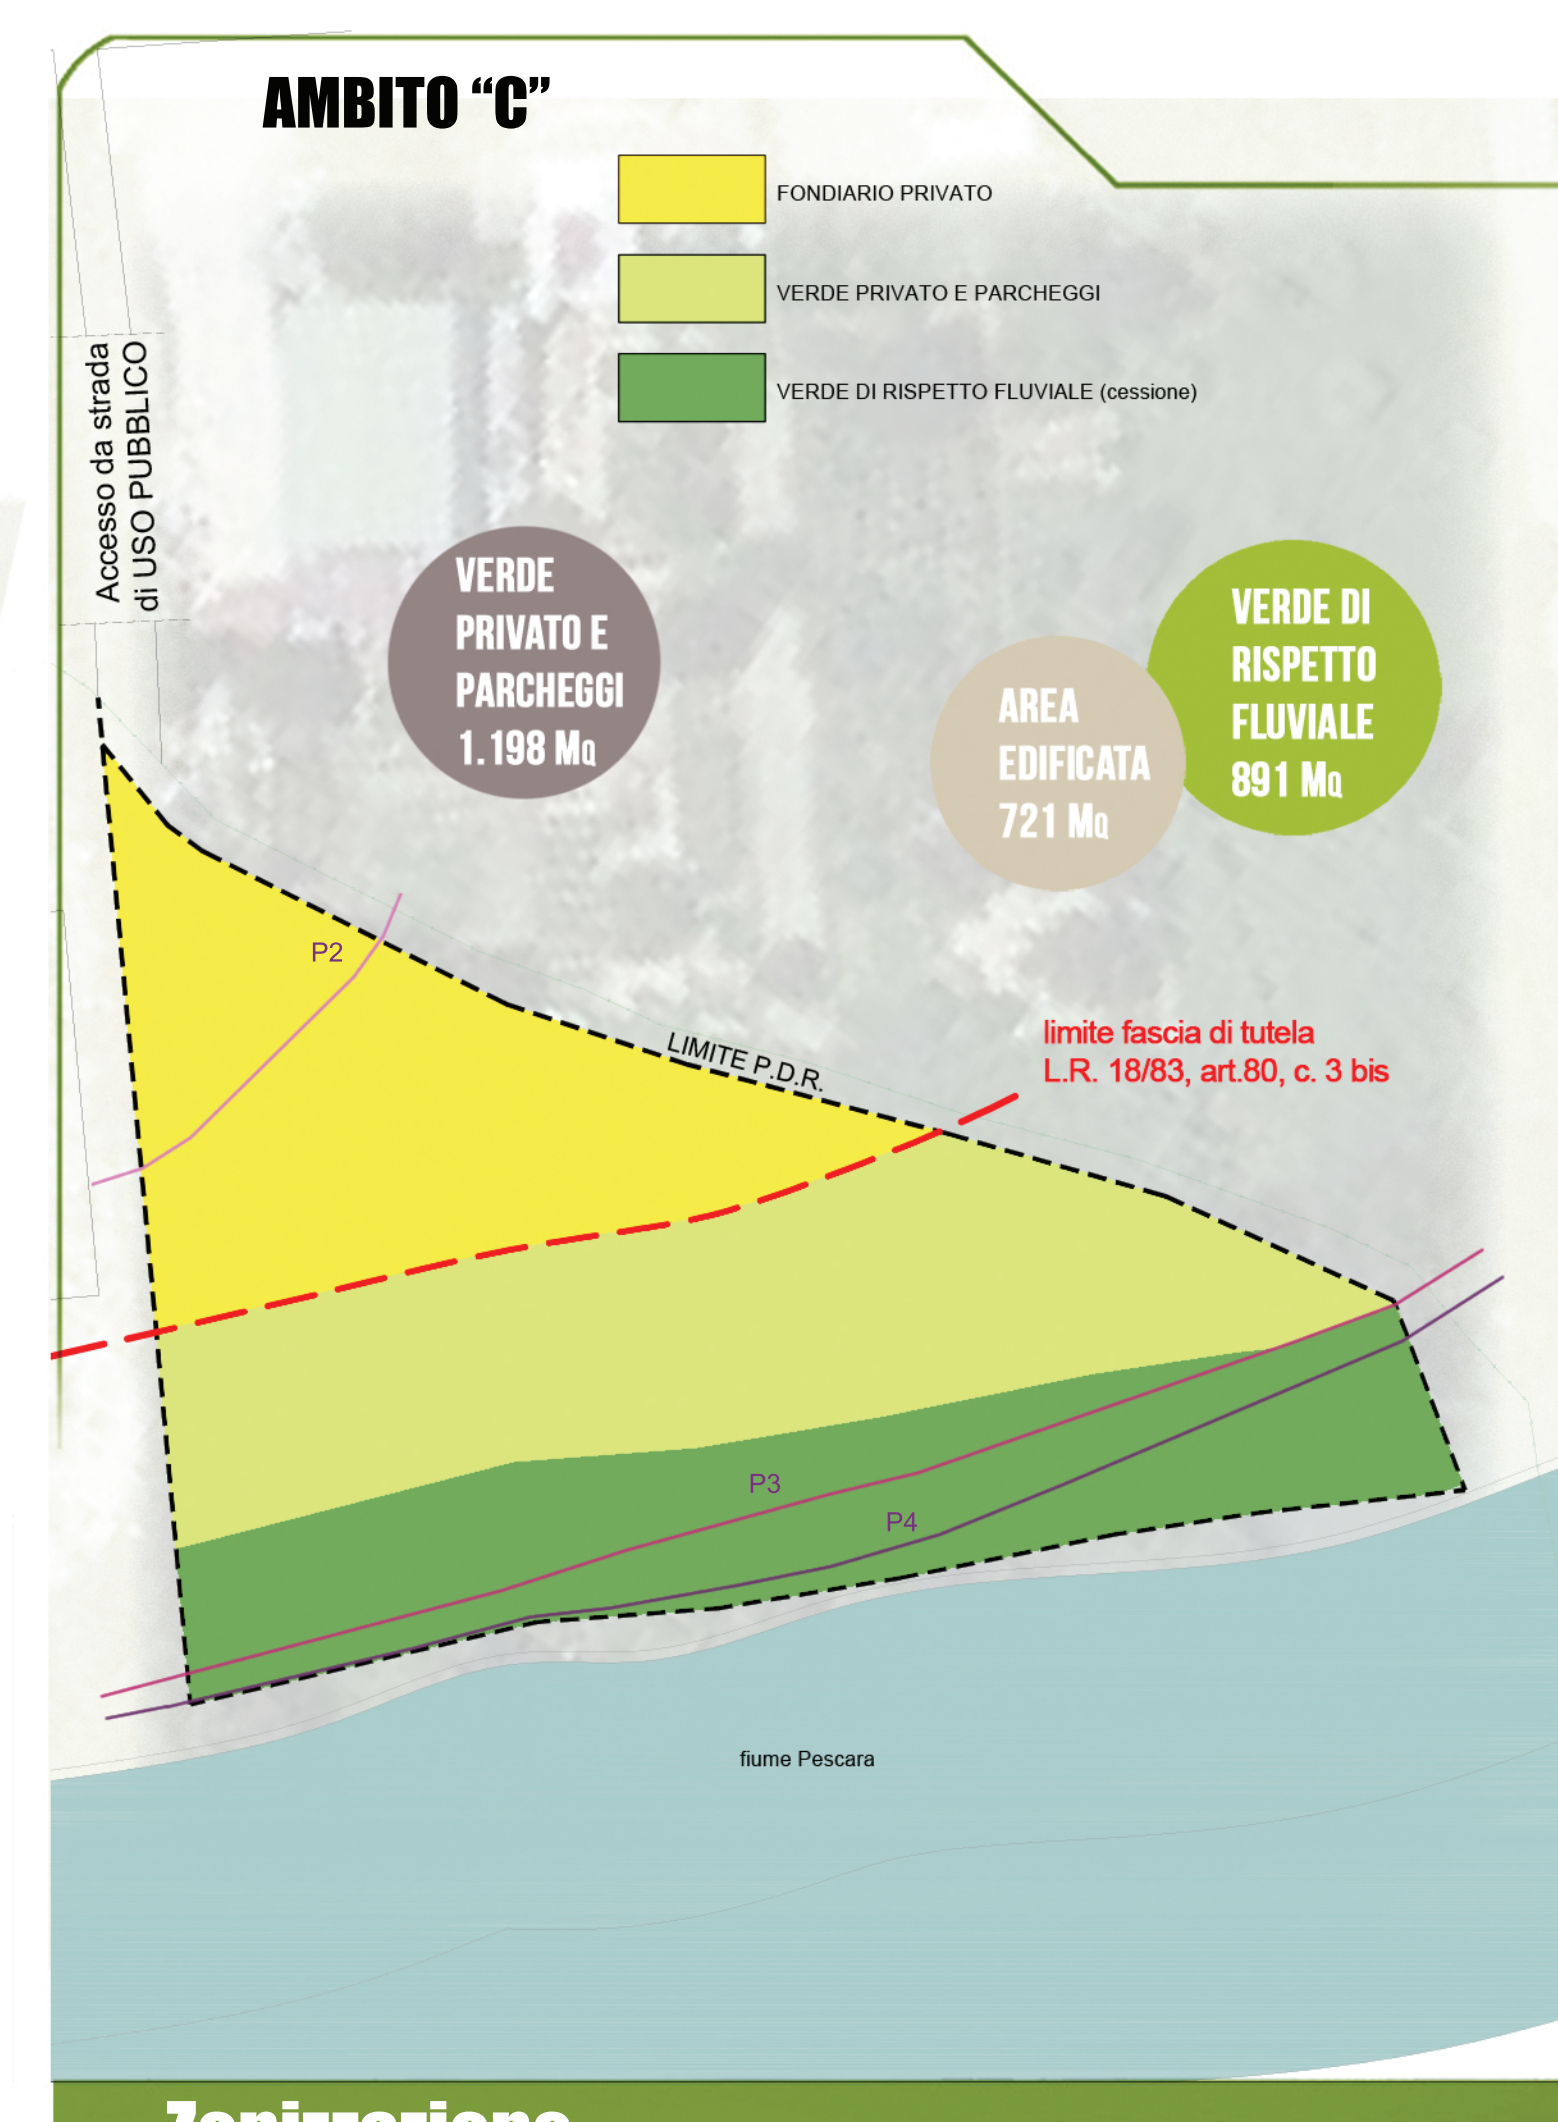 AMBITO “C”
FONDIARIO PRIVATO
VERDE PRIVATO E PARCHEGGI
VERDE DI RISPETTO FLUVIALE (cessione)
Accesso da strada
di USO PUBBLICO
VERDE
PRIVATO E
PARCHEGGI
1.198 Mq
AREA
EDIFICATA
721 Mq
VERDE DI
RISPETTO
FLUVIALE
891 Mq
P2
LIMITE P.D.R.
limite fascia di tutela
L.R. 18/83, art.80, c. 3 bis
P3
P4
fiume Pescara
Zonizzazione